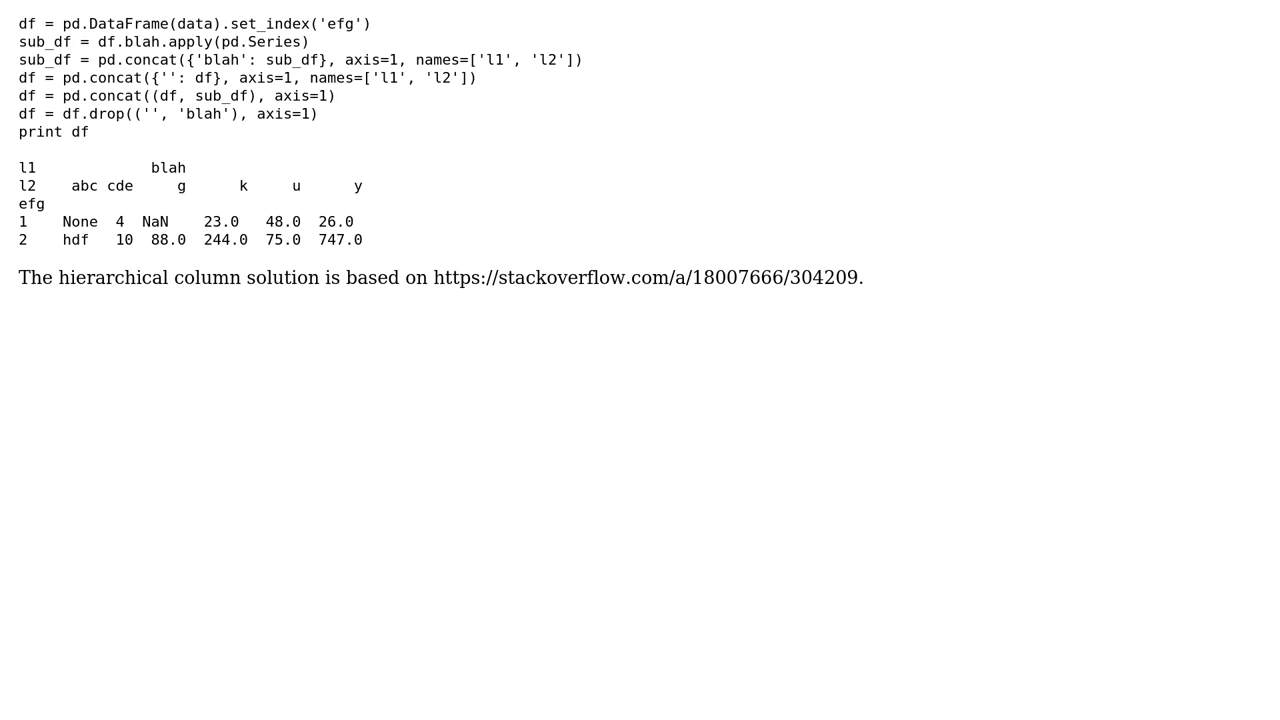 df = pd.DataFrame(data).set_index('efg')
sub_df = df.blah.apply(pd.Series)
sub_df = pd.concat({'blah': sub_df}, axis=1, names=['l1', 'l2'])
df = pd.concat({'': df}, axis=1, names=['l1', 'l2'])
df = pd.concat((df, sub_df), axis=1)
df = df.drop(('', 'blah'), axis=1)
print df

l1             blah
l2    abc cde     g      k     u      y
efg
1    None  4  NaN    23.0   48.0  26.0
2    hdf   10  88.0  244.0  75.0  747.0

The hierarchical column solution is based on https://stackoverflow.com/a/18007666/304209.